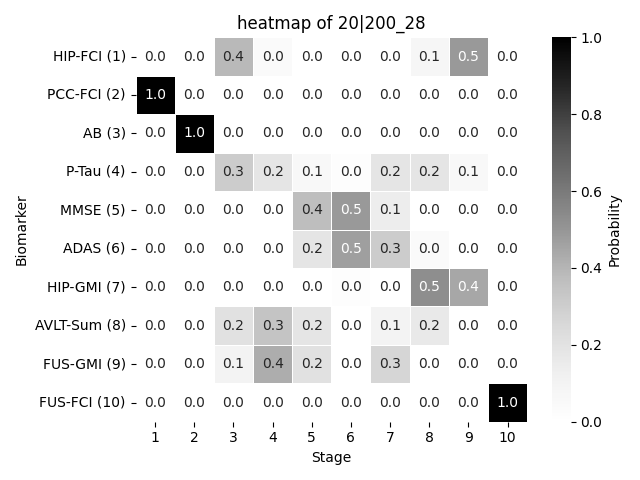 heatmap of 20|200_28
HIP-FCI (1) 0.0 0.0 0.4 0.0 0.0 0.0 0.0 0.1 0.5 0.0
PCC-FCI (2) 1.0 0.0 0.0 0.0 0.0 0.0 0.0 0.0 0.0 0.0
AB (3) 0.0 1.0 0.0 0.0 0.0 0.0 0.0 0.0 0.0 0.0
P-Tau (4) 0.0 0.0 0.3 0.2 0.1 0.0 0.2 0.2 0.1 0.0
MMSE (5) 0.0 0.0 0.0 0.0 0.4 0.5 0.1 0.0 0.0 0.0
ADAS (6) 0.0 0.0 0.0 0.0 0.2 0.5 0.3 0.0 0.0 0.0
HIP-GMI (7) 0.0 0.0 0.0 0.0 0.0 0.0 0.0 0.5 0.4 0.0
AVLT-Sum (8) 0.0 0.0 0.2 0.3 0.2 0.0 0.1 0.2 0.0 0.0
FUS-GMI (9) 0.0 0.0 0.1 0.4 0.2 0.0 0.3 0.0 0.0 0.0
FUS-FCI (10) 0.0 0.0 0.0 0.0 0.0 0.0 0.0 0.0 0.0 1.0
1 2 3 4 5 6 7 8 9 10
Stage
Biomarker
1.0
0.8
0.6
0.4
0.2
0.0
Probability